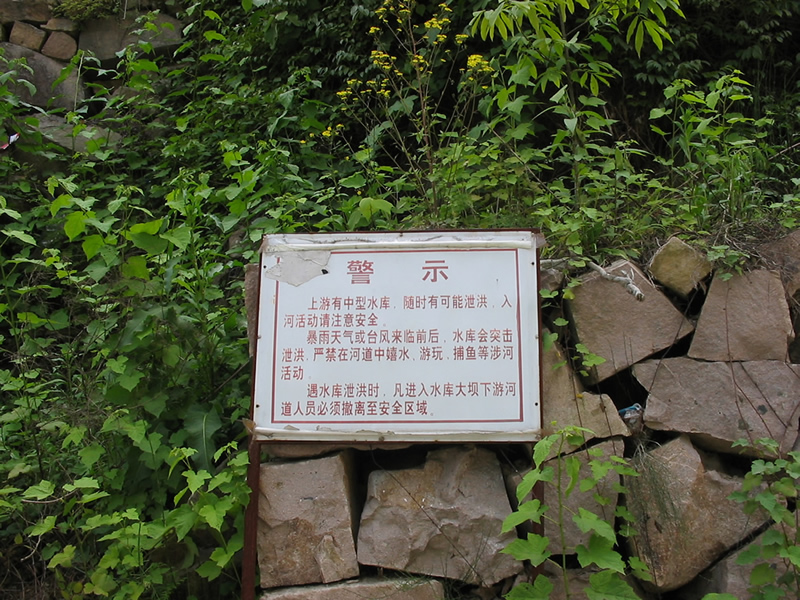 警示
上游有中型水库，随时有可能泄洪，入
河活动请注意安全。
暴雨天气或台风来临前后，水库会突击
泄洪，严禁在河道中嬉水、游玩、捕鱼等涉河
活动。
遇水库泄洪时，凡进入水库大坝下游河
道人员必须撤离至安全区域。